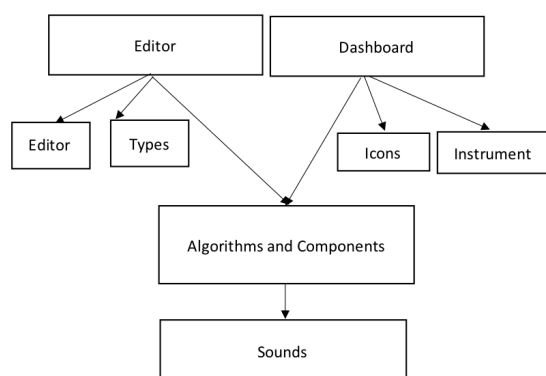 Editor
Dashboard
Editor
Types
Icons
Instrument
Algorithms and Components
Sounds